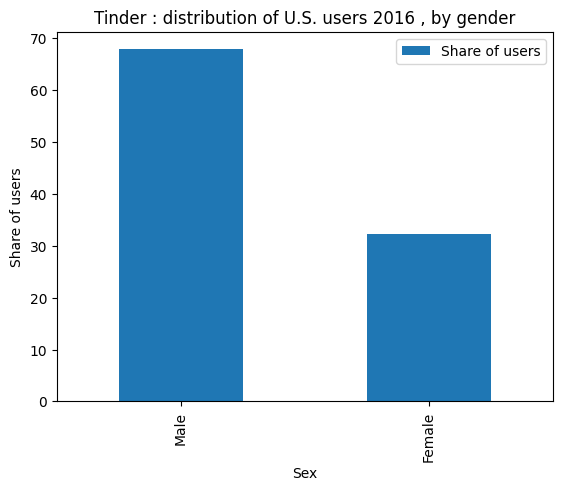 Tinder : distribution of U.S. users 2016 , by gender
Share of users
70
60
50
40
30
20
10
0
Share of users
Male
Female
Sex